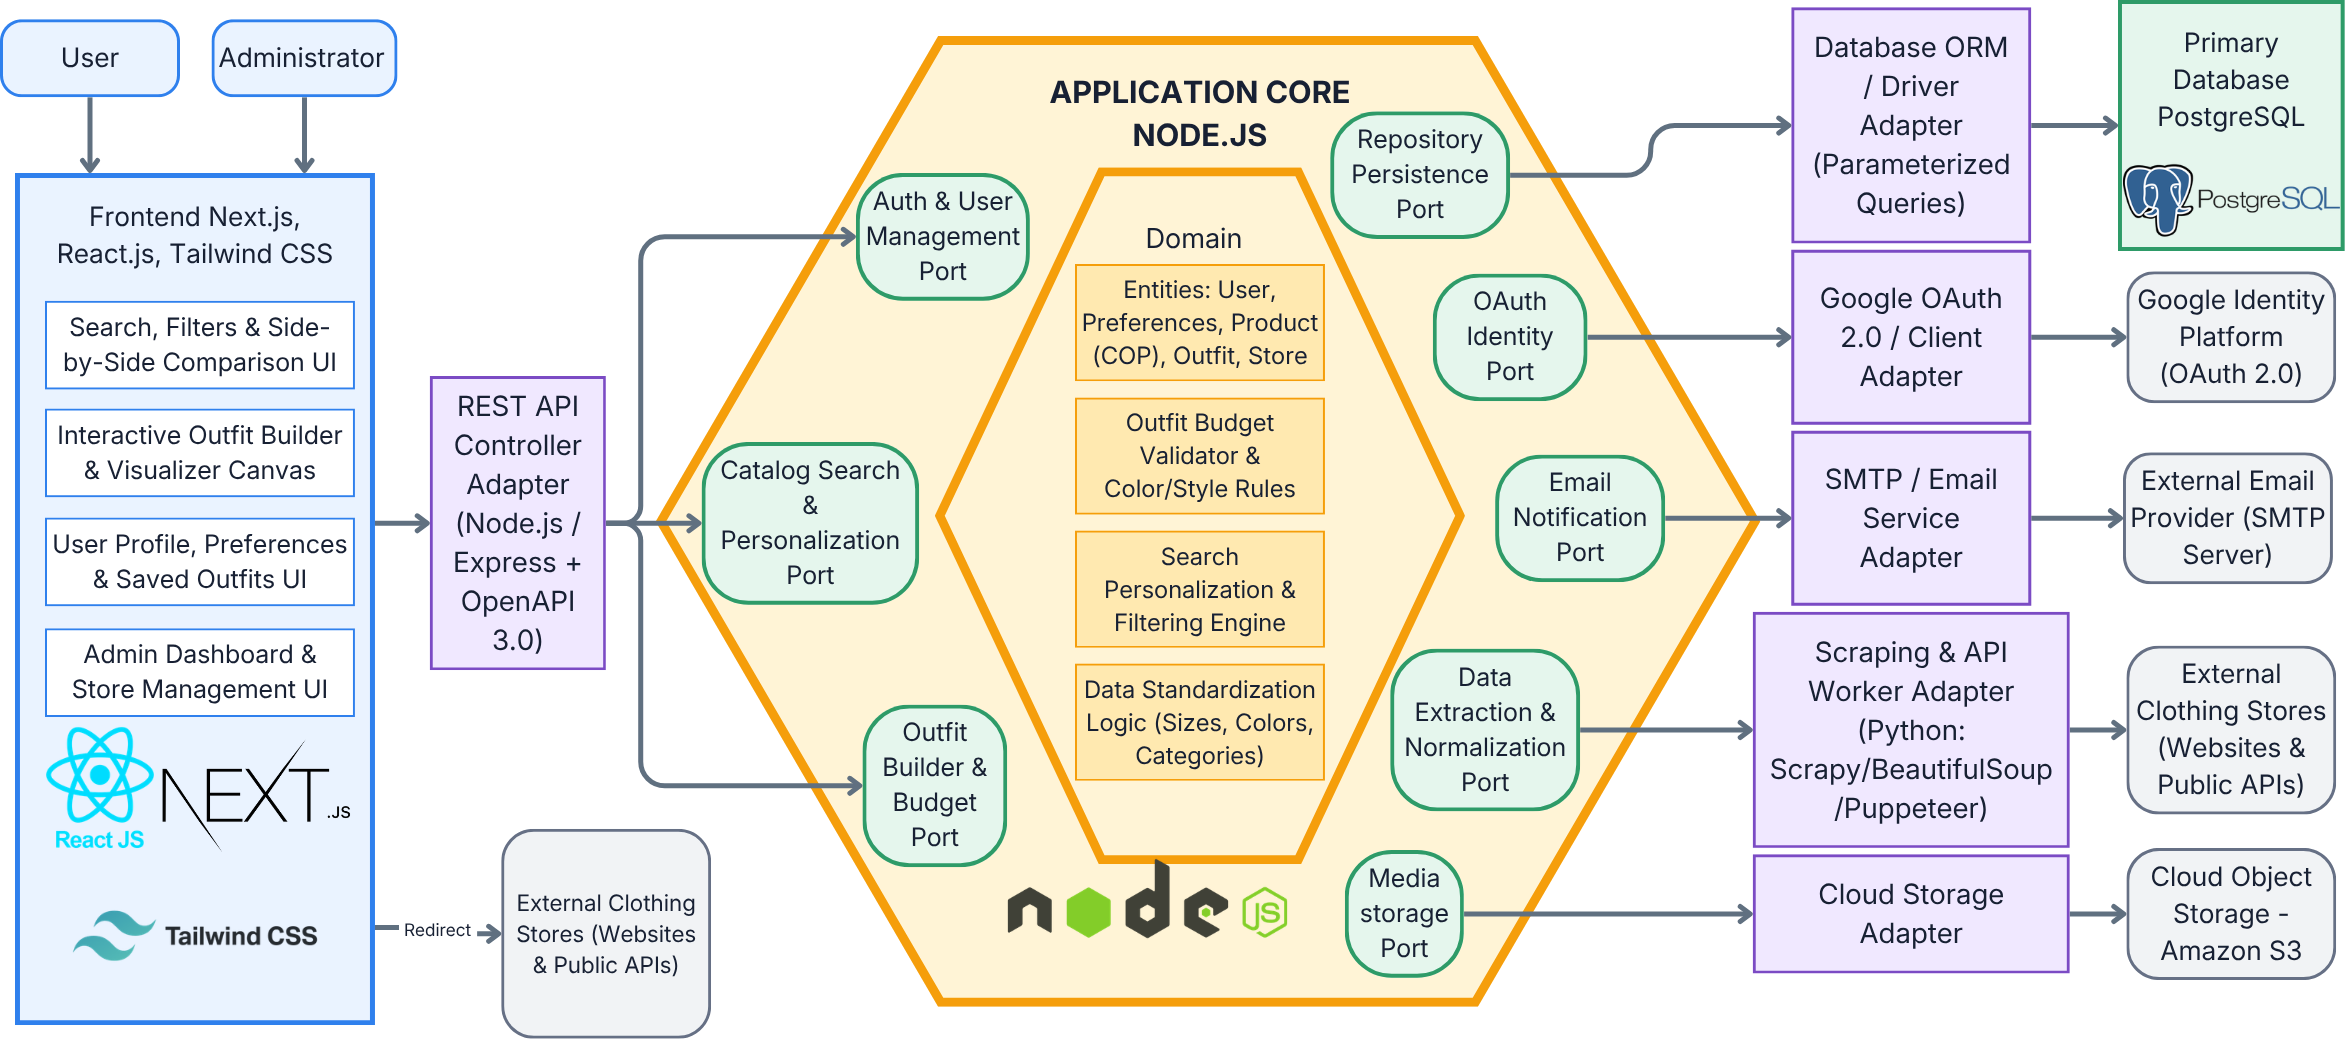 User
Administrator
Frontend Next.js,
React.js, Tailwind CSS
Search, Filters & Side-
by-Side Comparison UI
Interactive Outfit Builder
& Visualizer Canvas
User Profile, Preferences
& Saved Outfits UI
Admin Dashboard &
Store Management UI
React JS
NEXT.JS
Tailwind CSS
Redirect
External Clothing
Stores (Websites
& Public APIs)
REST API
Controller
Adapter
(Node.js /
Express +
OpenAPI
3.0)
APPLICATION CORE
NODE.JS
Auth & User
Management
Port
Catalog Search
&
Personalization
Port
Outfit
Builder &
Budget
Port
Domain
Entities: User,
Preferences, Product
(COP), Outfit, Store
Outfit Budget
Validator &
Color/Style Rules
Search
Personalization &
Filtering Engine
Data Standardization
Logic (Sizes, Colors,
Categories)
node
JS
Repository
Persistence
Port
OAuth
Identity
Port
Email
Notification
Port
Data
Extraction &
Normalization
Port
Media
storage
Port
Database ORM
/ Driver
Adapter
(Parameterized
Queries)
Google OAuth
2.0 / Client
Adapter
SMTP / Email
Service
Adapter
Scraping & API
Worker Adapter
(Python:
Scrapy/BeautifulSoup
/Puppeteer)
Cloud Storage
Adapter
Primary
Database
PostgreSQL
PostgreSQL
Google Identity
Platform
(OAuth 2.0)
External Email
Provider (SMTP
Server)
External
Clothing Stores
(Websites &
Public APIs)
Cloud Object
Storage -
Amazon S3